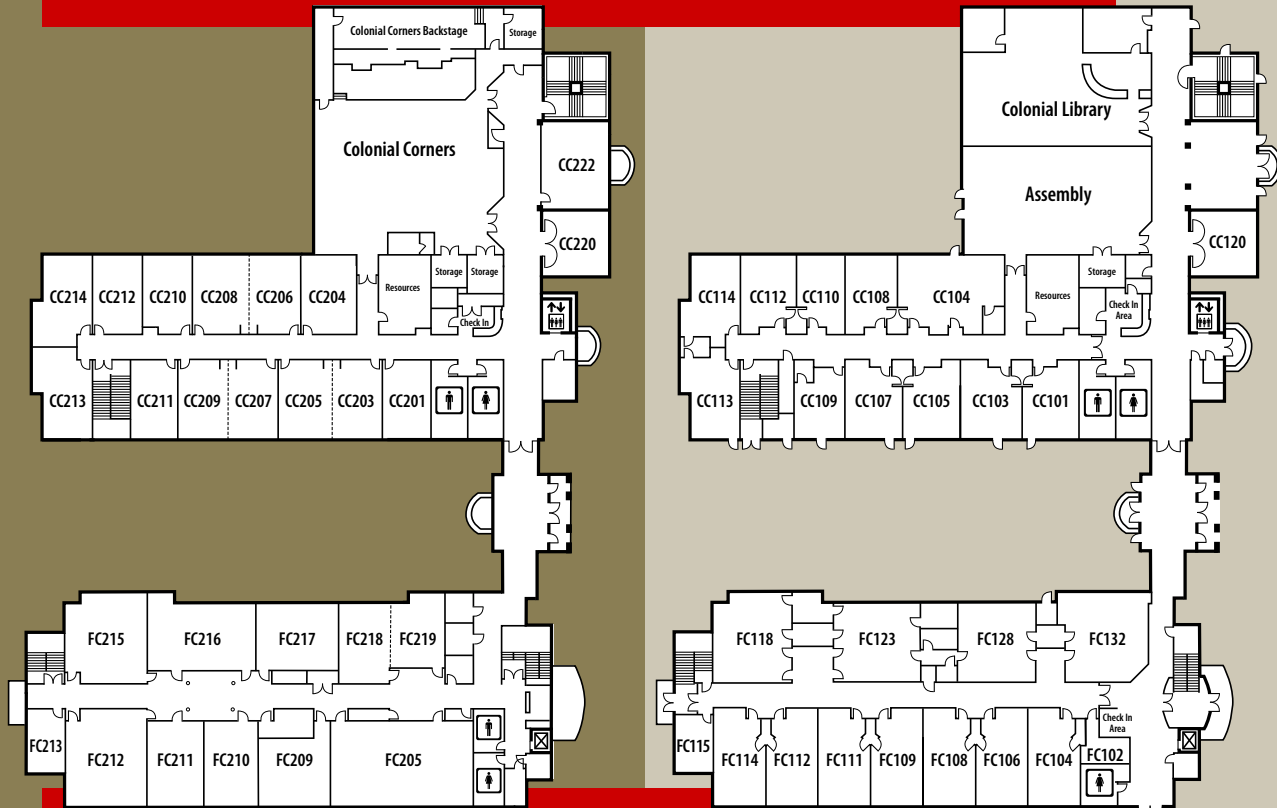 Colonial Corners Backstage
Storage
Colonial Corners
CC222
CC220
CC214
CC212
CC210
CC208
CC206
CC204
Resources
Storage
Storage
Check In
CC213
CC211
CC209
CC207
CC205
CC203
CC201
FC215
FC216
FC217
FC218
FC219
FC213
FC212
FC211
FC210
FC209
FC205
Colonial Library
Assembly
CC120
CC114
CC112
CC110
CC108
CC104
Resources
Storage
Check In
Area
CC113
CC109
CC107
CC105
CC103
CC101
FC118
FC123
FC128
FC132
FC115
FC114
FC112
FC111
FC109
FC108
FC106
FC104
Check In
Area
FC102